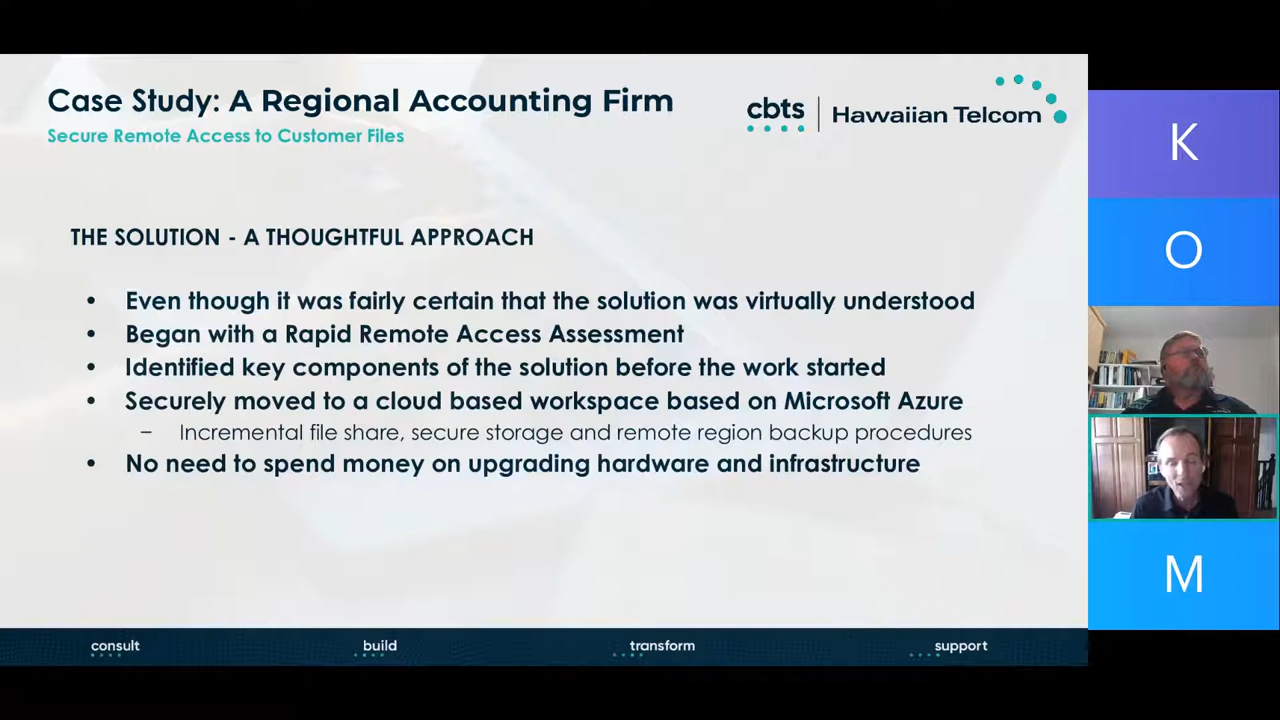 Case Study: A Regional Accounting Firm
Secure Remote Access to Customer Files
cbts | Hawaiian Telcom
THE SOLUTION - A THOUGHTFUL APPROACH
• Even though it was fairly certain that the solution was virtually understood
• Began with a Rapid Remote Access Assessment
• Identified key components of the solution before the work started
• Securely moved to a cloud based workspace based on Microsoft Azure
– Incremental file share, secure storage and remote region backup procedures
• No need to spend money on upgrading hardware and infrastructure
consult build transform support
K
O
M